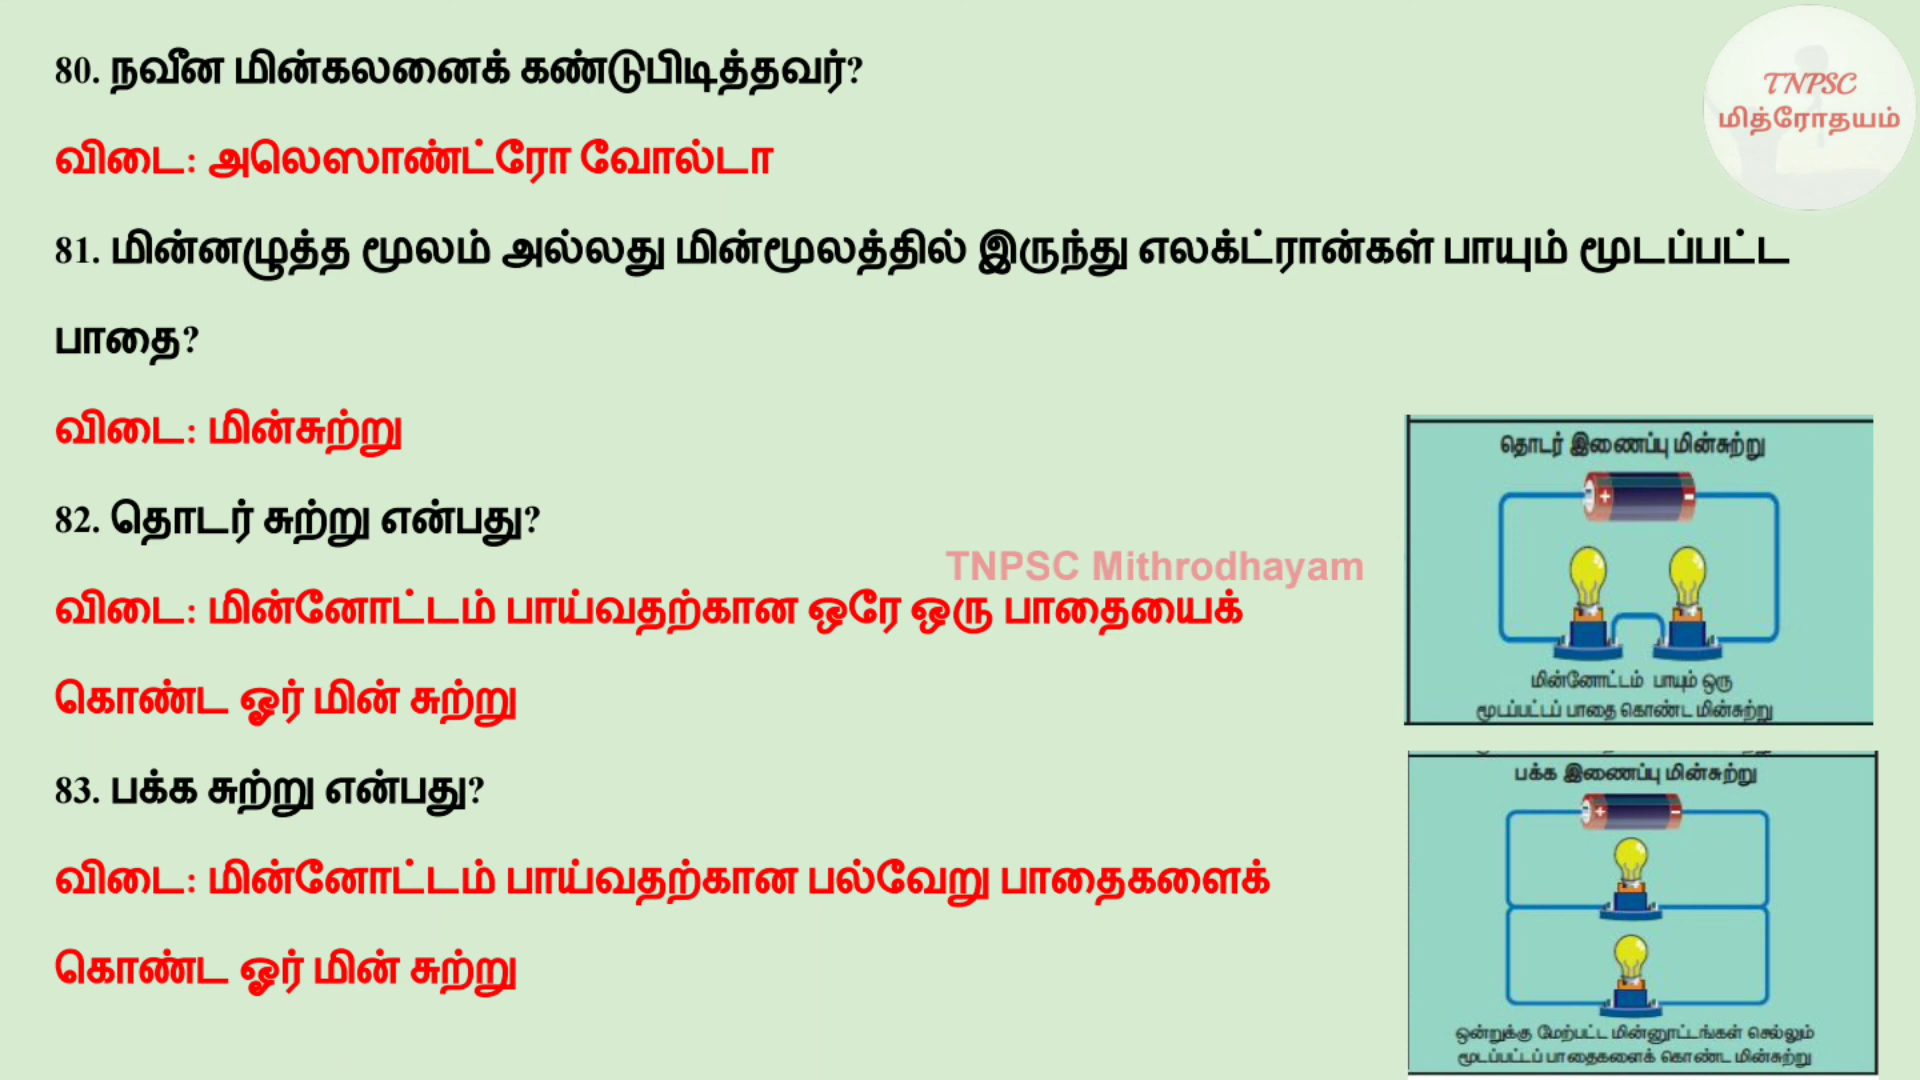 80. நவீன மின்கலனைக் கண்டுபிடித்தவர்?
விடை: அலெஸாண்ட்ரோ வோல்டா
81. மின்னழுத்த மூலம் அல்லது மின்மூலத்தில் இருந்து எலக்ட்ரான்கள் பாயும் மூடப்பட்ட
பாதை?
விடை: மின்சுற்று
82. தொடர் சுற்று என்பது?
விடை: மின்னோட்டம் பாய்வதற்கான ஒரே ஒரு பாதையைக்
கொண்ட ஓர் மின் சுற்று
83. பக்க சுற்று என்பது?
விடை: மின்னோட்டம் பாய்வதற்கான பல்வேறு பாதைகளைக்
கொண்ட ஓர் மின் சுற்று
TNPSC
மித்ரோதயம்
TNPSC Mithrodhayam
தொடர் இணைப்பு மின்சுற்று
மின்னோட்டம் பாயும் ஒரு
மூடப்பட்டப் பாதை கொண்ட மின்சுற்று
பக்க இணைப்பு மின்சுற்று
ஒன்றுக்கு மேற்பட்ட மின்னூட்டங்கள் செல்லும்
மூடப்பட்டப் பாதைகளைக் கொண்ட மின்சுற்று